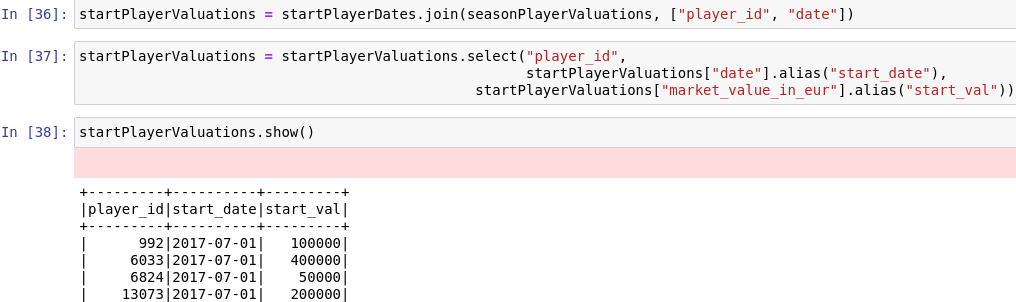 In [36]: startPlayerValuations = startPlayerDates.join(seasonPlayerValuations, ["player_id", "date"])
In [37]: startPlayerValuations = startPlayerValuations.select("player_id",
startPlayerValuations["date"].alias("start_date"),
startPlayerValuations["market_value_in_eur"].alias("start_val"))
In [38]: startPlayerValuations.show()
+---------+----------+---------+
|player_id|start_date|start_val|
+---------+----------+---------+
|      992|2017-07-01|   100000|
|     6033|2017-07-01|   400000|
|     6824|2017-07-01|    50000|
|    13073|2017-07-01|   200000|